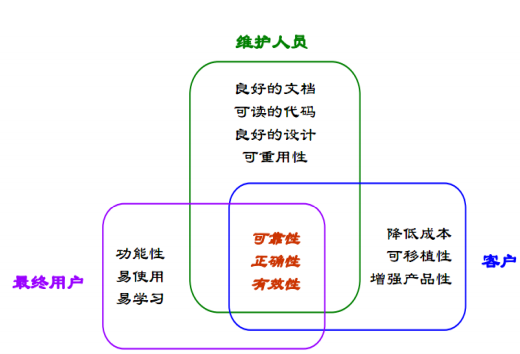 维护人员
良好的文档
可读的代码
良好的设计
可重用性
最终用户
功能性
易使用
易学习
可靠性
正确性
有效性
降低成本
可移植性
增强产品性
客户